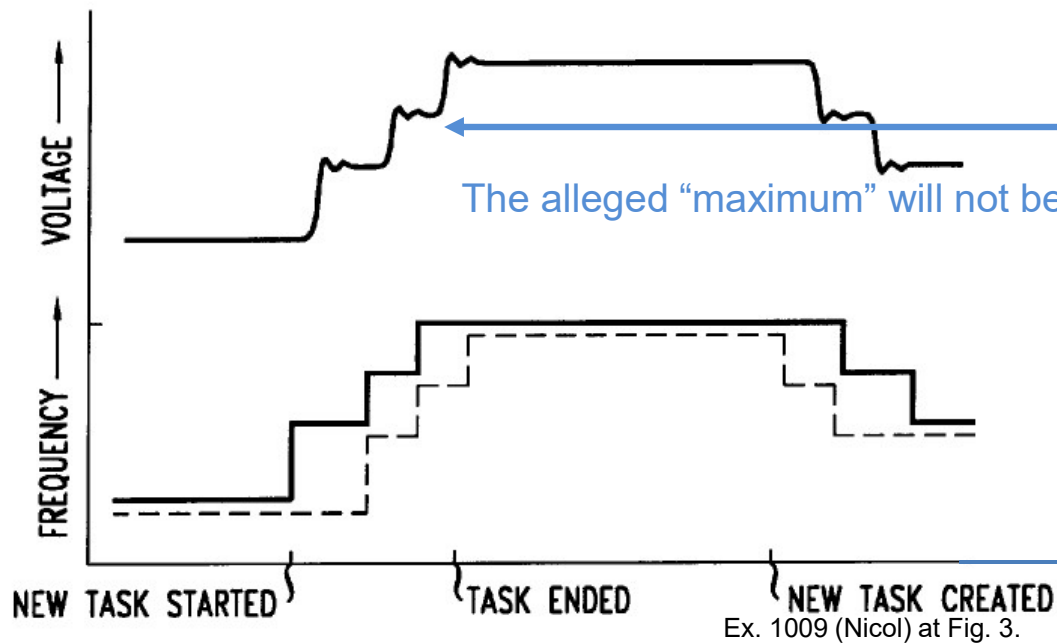 VOLTAGE
The alleged “maximum” will not be
FREQUENCY
NEW TASK STARTED
TASK ENDED
NEW TASK CREATED
Ex. 1009 (Nicol) at Fig. 3.